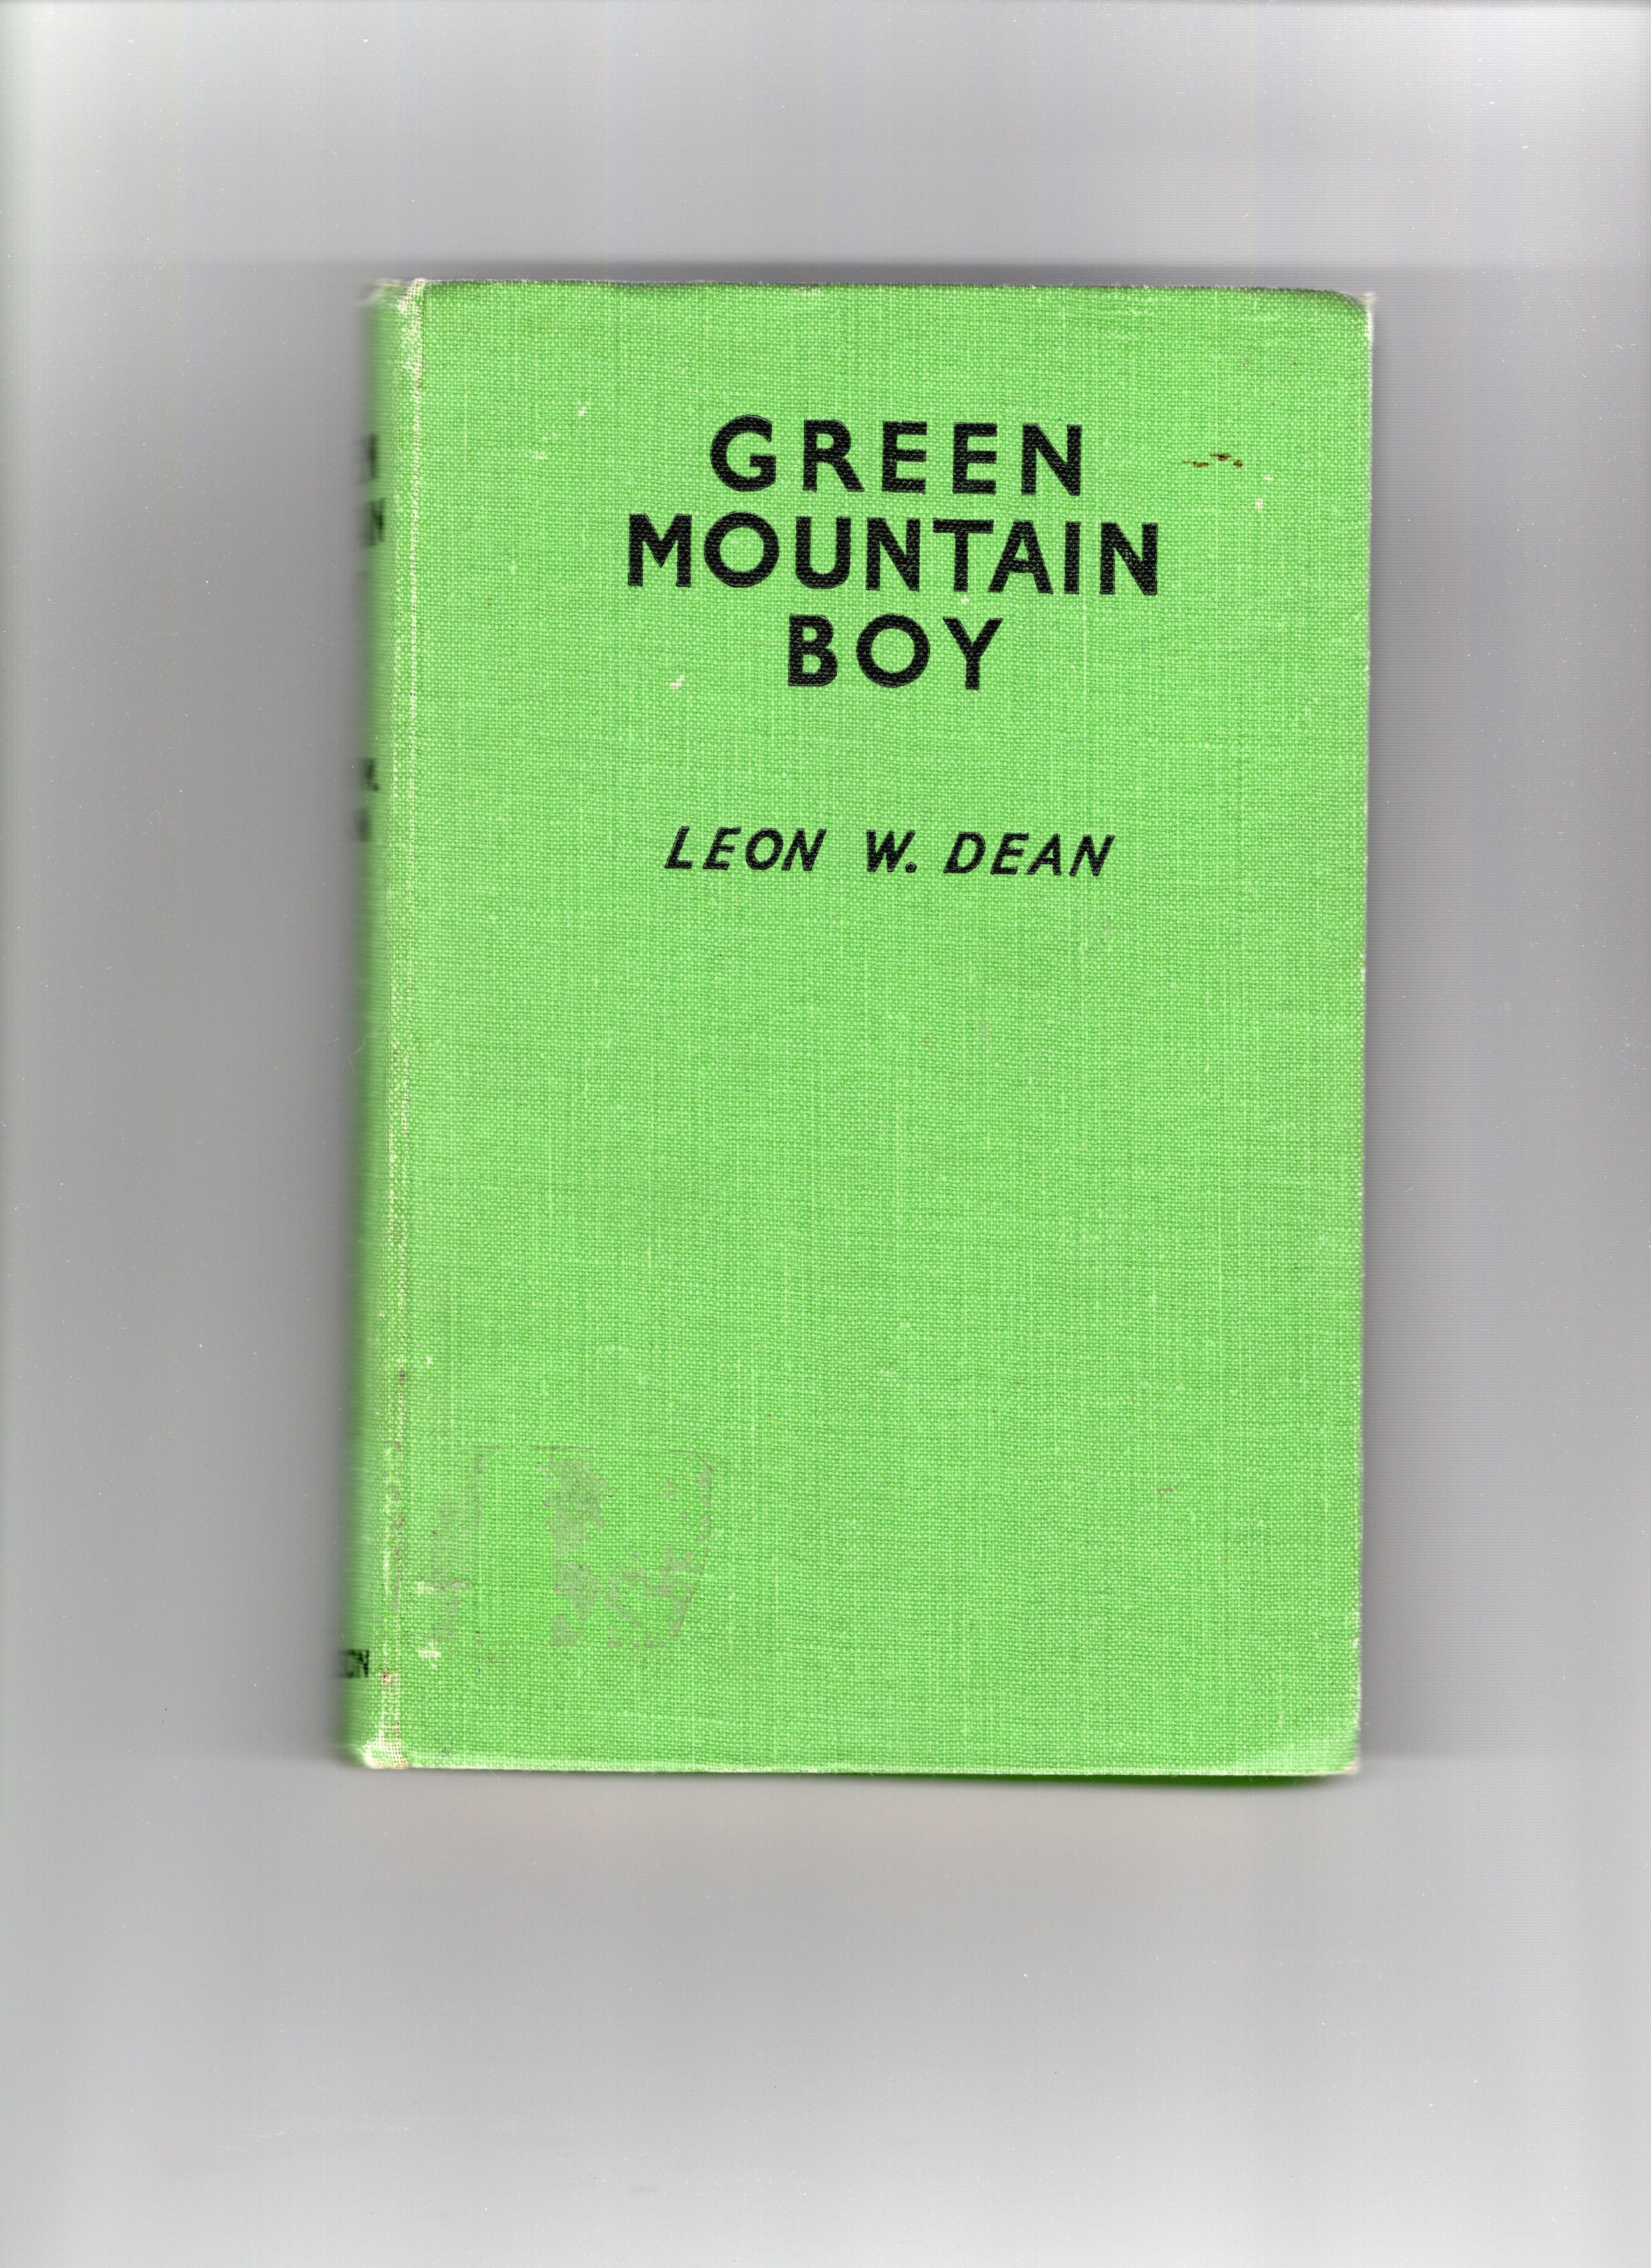 GREEN
MOUNTAIN
BOY
LEON W. DEAN